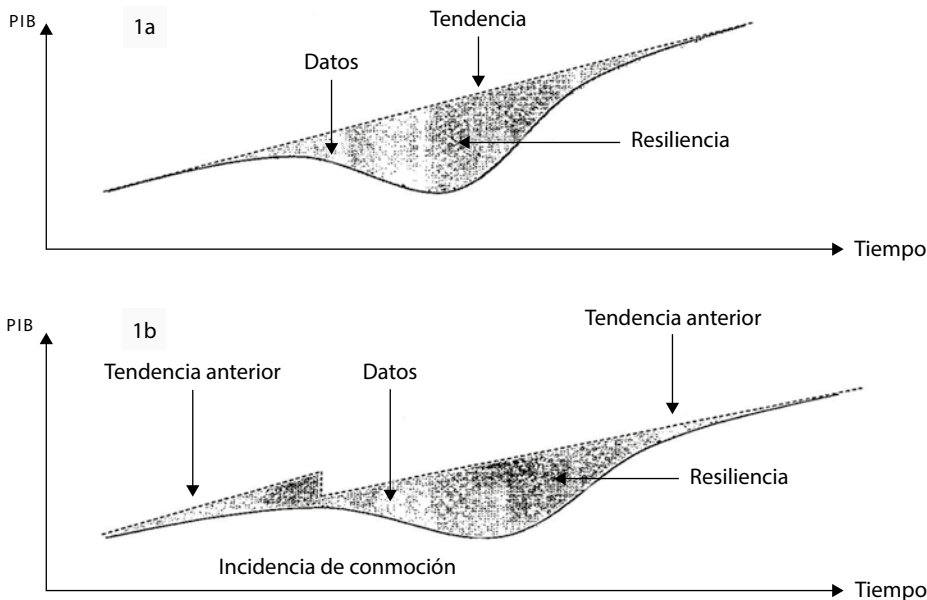 PIB
1a
Tendencia
Datos
Resiliencia
Tiempo
PIB
1b
Tendencia anterior
Tendencia anterior
Datos
Resiliencia
Incidencia de conmoción
Tiempo